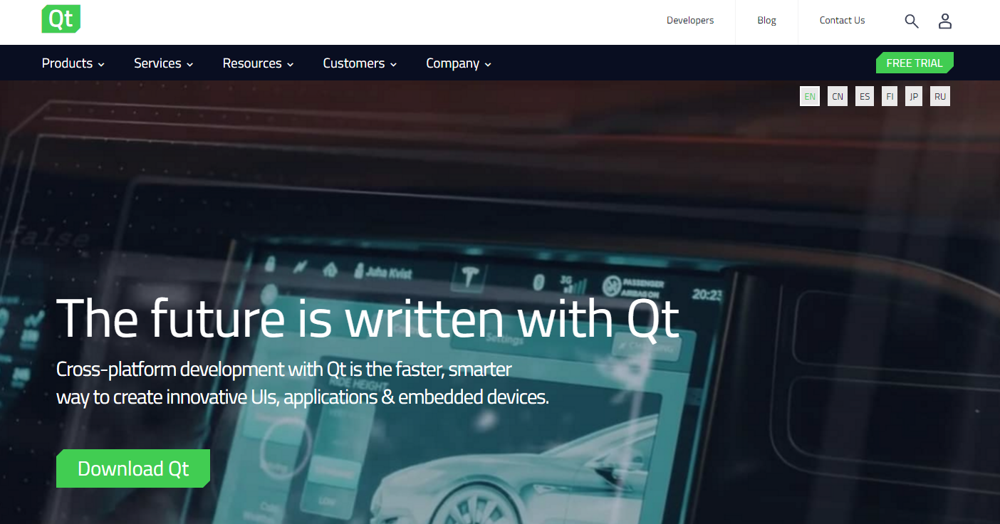 Qt
Developers
Blog
Contact Us
Products
Services
Resources
Customers
Company
FREE TRIAL
EN
CN
ES
FI
JP
RU
false
Juha Kvist
3G
PASSENGER
AIRBAG ON
20:23
The future is written with Qt
Settings
Cross-platform development with Qt is the faster, smarter
RIDE HEIGHT
way to create innovative UIs, applications & embedded devices.
Download Qt
LOW